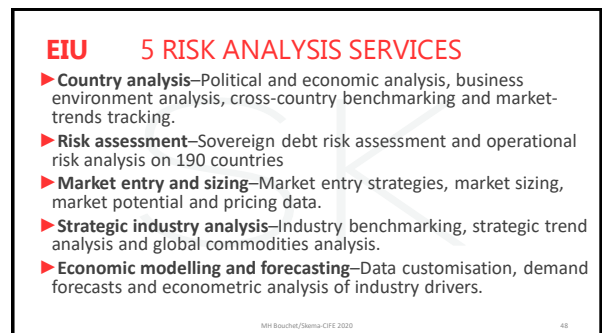 EIU 5 RISK ANALYSIS SERVICES
►Country analysis–Political and economic analysis, business
environment analysis, cross-country benchmarking and market-
trends tracking.
►Risk assessment–Sovereign debt risk assessment and operational
risk analysis on 190 countries
►Market entry and sizing–Market entry strategies, market sizing,
market potential and pricing data.
►Strategic industry analysis–Industry benchmarking, strategic trend
analysis and global commodities analysis.
►Economic modelling and forecasting–Data customisation, demand
forecasts and econometric analysis of industry drivers.
SK
MH Bouchet/Skema-CIFE 2020 48